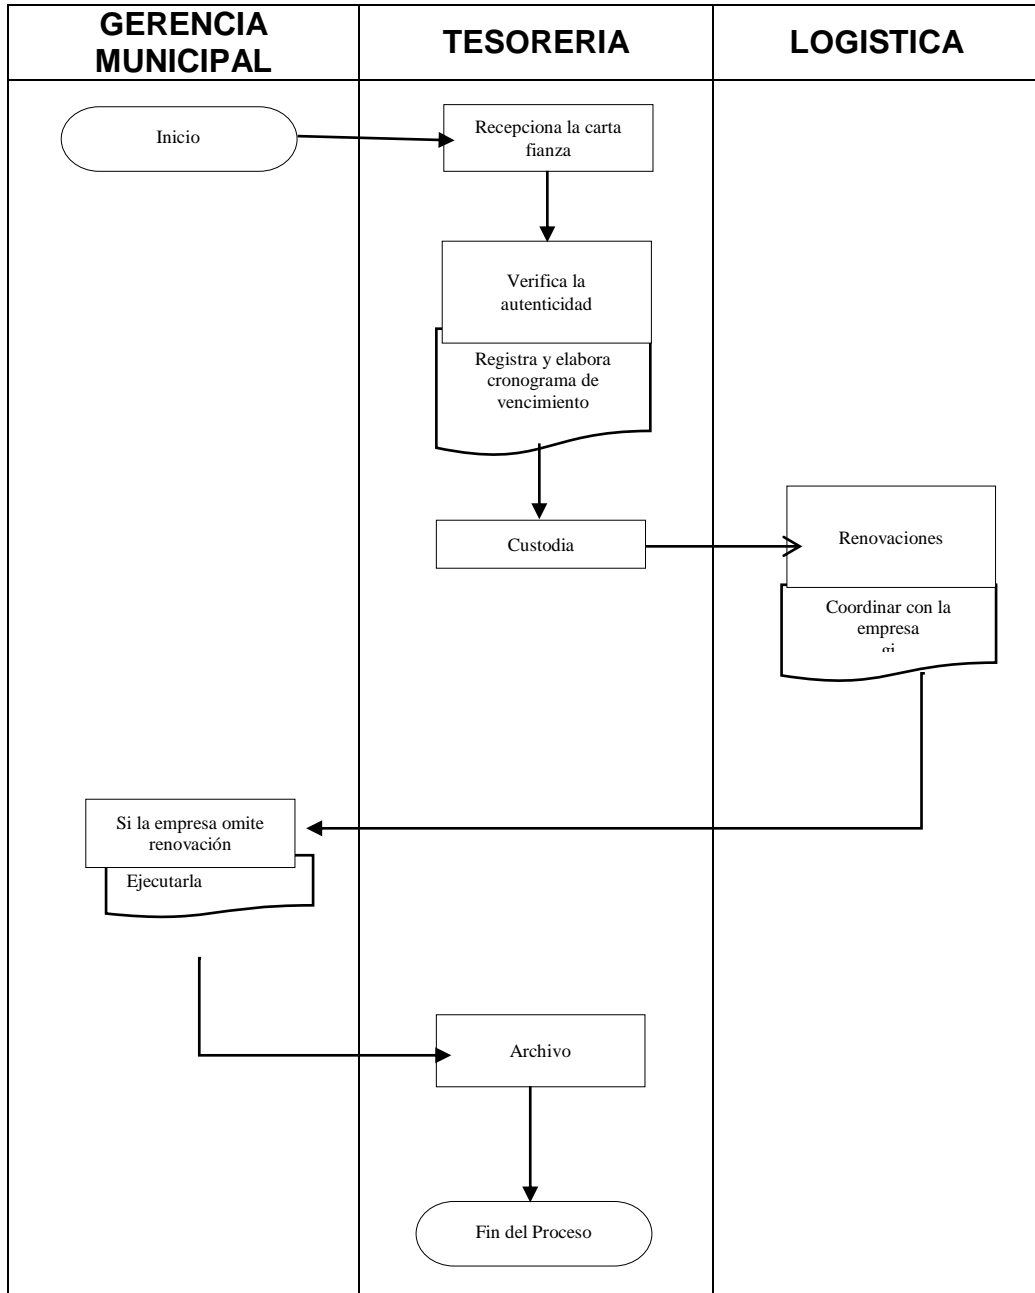 GERENCIA
MUNICIPAL
TESORERIA
LOGISTICA
Inicio
Recepciona la carta
fianza
Verifica la
autenticidad
Registra y elabora
cronograma de
vencimiento
Custodia
Renovaciones
Coordinar con la
empresa
Si la empresa omite
renovación
Ejecutarla
Archivo
Fin del Proceso